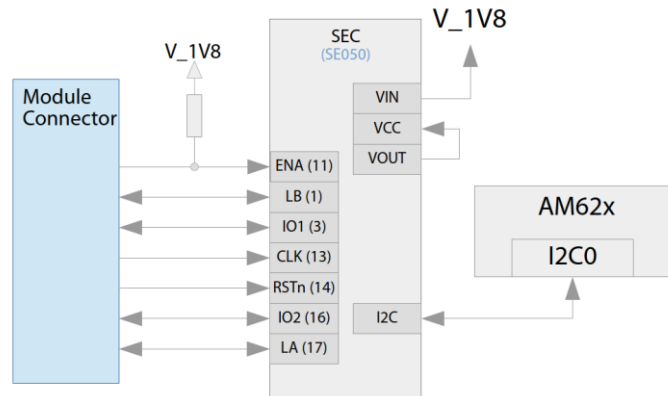 Module
Connector
V_1V8
SEC
(SE050)
ENA (11)
LB (1)
IO1 (3)
CLK (13)
RSTn (14)
IO2 (16)
LA (17)
VIN
VCC
VOUT
I2C
V_1V8
AM62x
I2C0